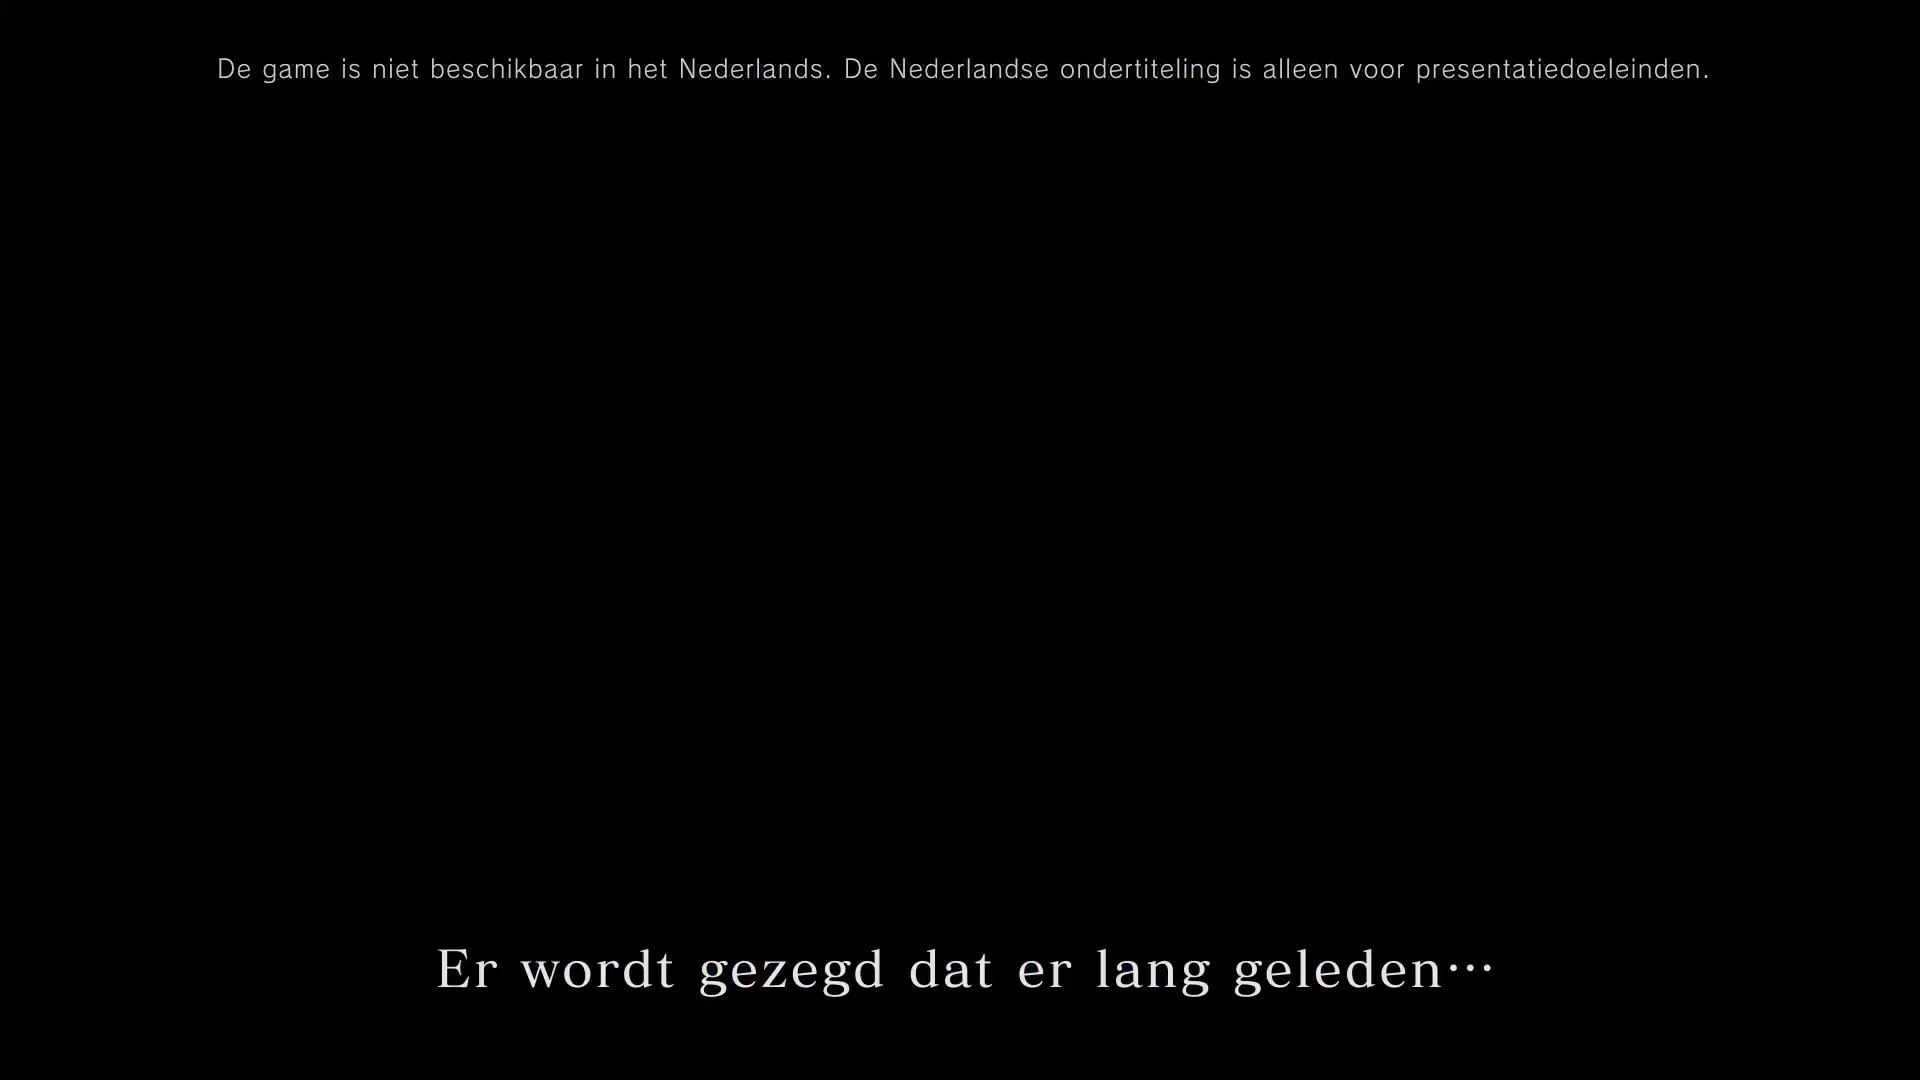 De game is niet beschikbaar in het Nederlands. De Nederlandse ondertiteling is alleen voor presentatiedoeleinden.
Er wordt gezegd dat er lang geleden…